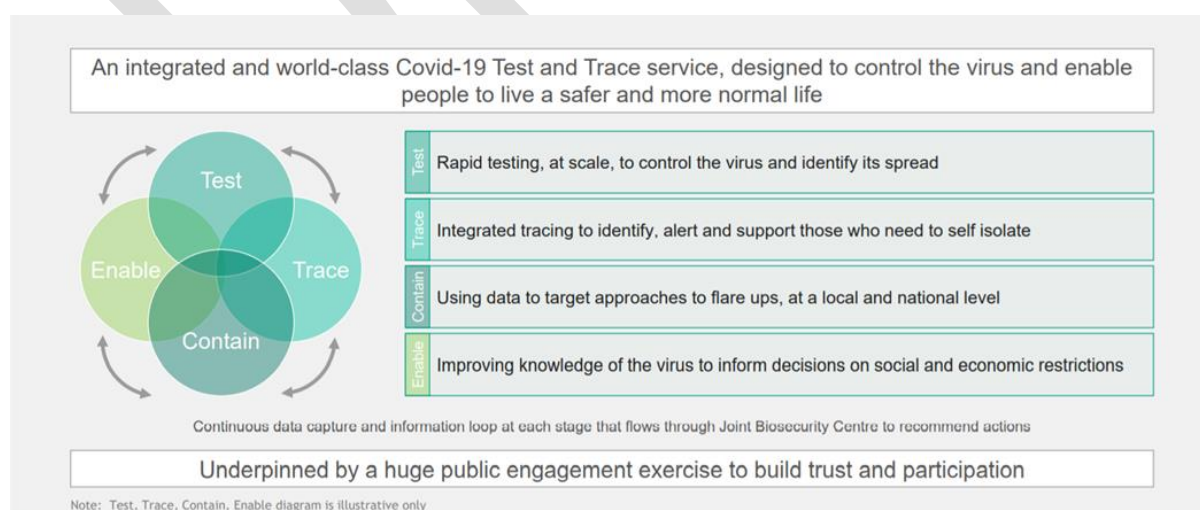 An integrated and world-class Covid-19 Test and Trace service, designed to control the virus and enable
people to live a safer and more normal life
Test
Enable
Trace
Contain
Test
Rapid testing, at scale, to control the virus and identify its spread
Trace
Integrated tracing to identify, alert and support those who need to self isolate
Contain
Using data to target approaches to flare ups, at a local and national level
Enable
Improving knowledge of the virus to inform decisions on social and economic restrictions
Continuous data capture and information loop at each stage that flows through Joint Biosecurity Centre to recommend actions
Underpinned by a huge public engagement exercise to build trust and participation
Note: Test, Trace, Contain, Enable diagram is illustrative only